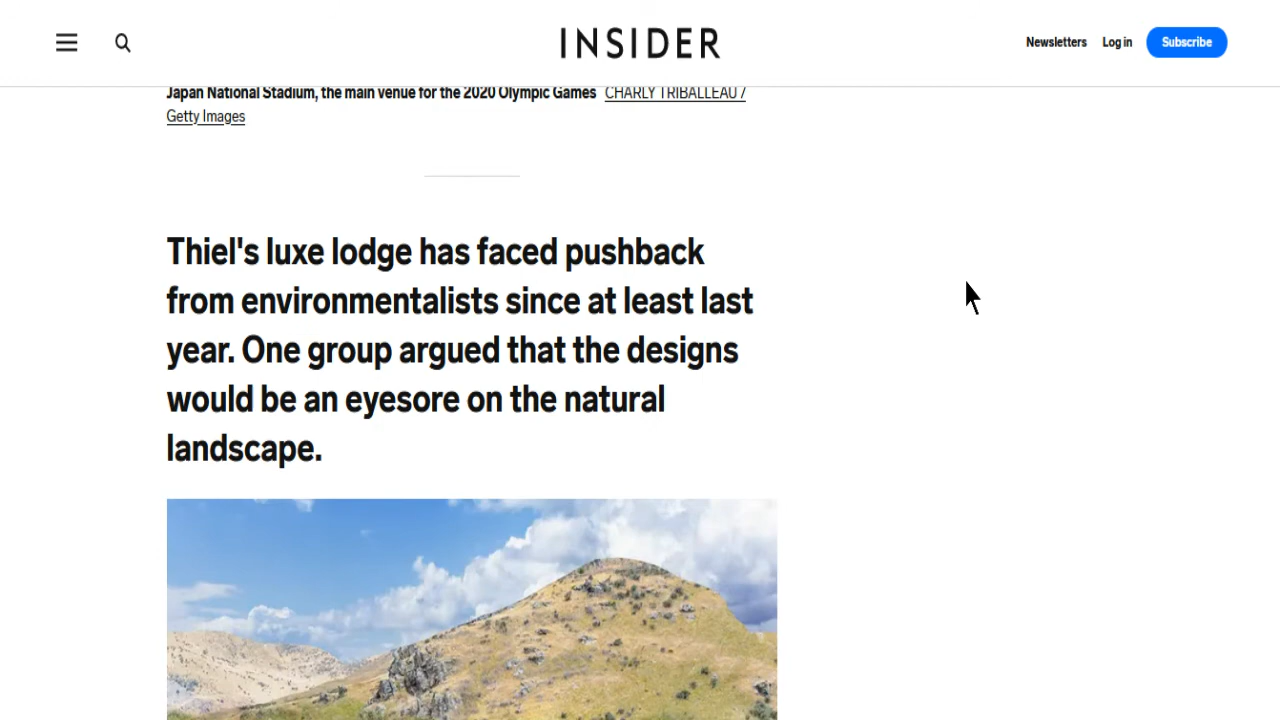 INSIDER
Newsletters Log in Subscribe
Japan National Stadium, the main venue for the 2020 Olympic Games CHARLY TRIBALLEAU /
Getty Images
Thiel's luxe lodge has faced pushback
from environmentalists since at least last
year. One group argued that the designs
would be an eyesore on the natural
landscape.